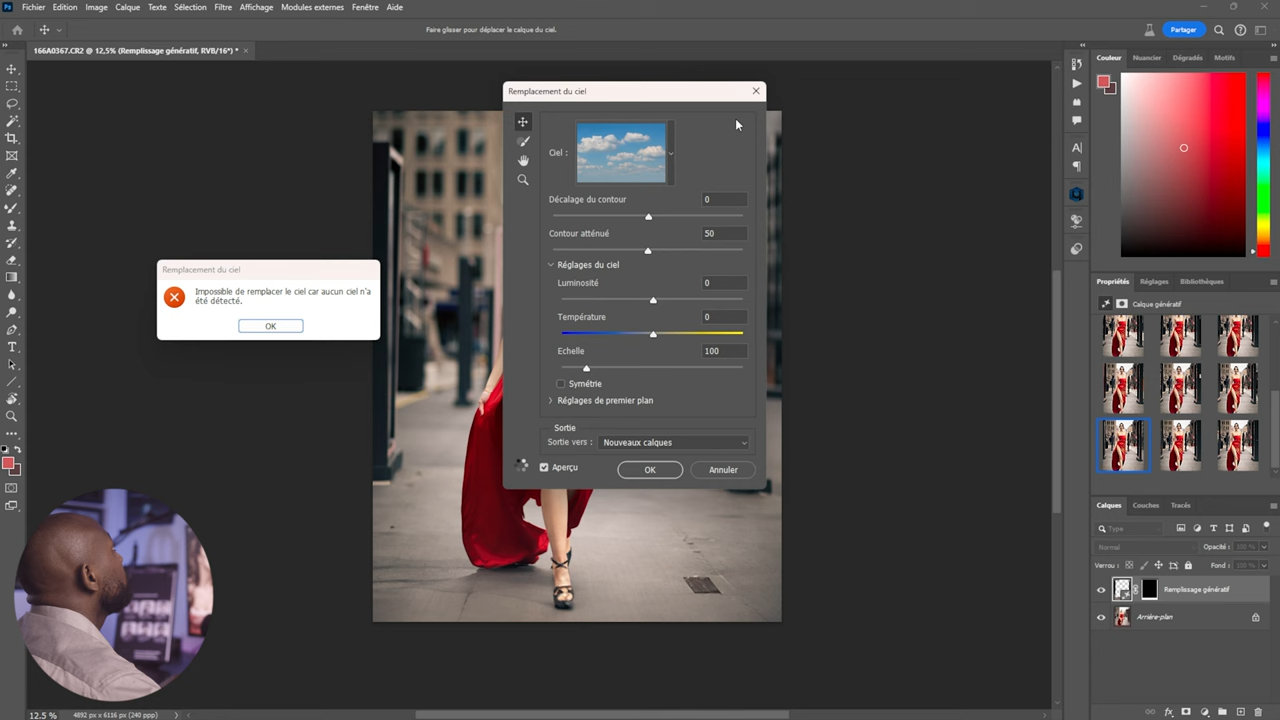 Fichier Edition Image Calque Texte Sélection Filtre Affichage Modules externes Fenêtre Aide
Faire glisser pour déplacer le calque du ciel.
Partager
166A0367.CR2 @ 12,5% (Remplissage génératif, RVB/16*) *
Remplacement du ciel
Ciel :
Décalage du contour 0
Contour atténué 50
Réglages du ciel
Luminosité 0
Température 0
Echelle 100
Symétrie
Réglages de premier plan
Sortie
Sortie vers : Nouveaux calques
Aperçu
OK
Annuler
Remplacement du ciel
Impossible de remplacer le ciel car aucun ciel n'a
été détecté.
OK
Couleur Nuancier Dégradés Motifs
Propriétés Réglages Bibliothèques
Calque génératif
Calques Couches Tracés
Type
Normal Opacité : 100 %
Verrou : Fond : 100 %
Remplissage génératif
Arrière-plan
12.5 % 4892 px x 6116 px (240 ppp)